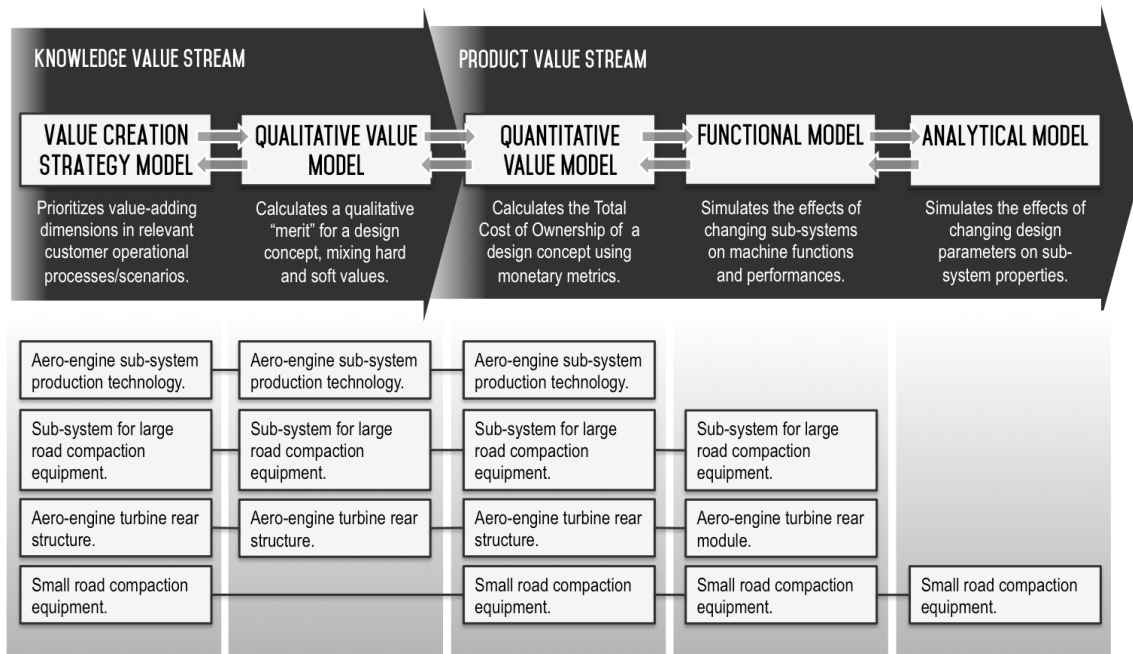 KNOWLEDGE VALUE STREAM
PRODUCT VALUE STREAM
VALUE CREATION
STRATEGY MODEL
QUALITATIVE VALUE
MODEL
QUANTITATIVE
VALUE MODEL
FUNCTIONAL MODEL
ANALYTICAL MODEL
Prioritizes value-adding
dimensions in relevant
customer operational
processes/scenarios.
Calculates a qualitative
“merit” for a design
concept, mixing hard
and soft values.
Calculates the Total
Cost of Ownership of a
design concept using
monetary metrics.
Simulates the effects of
changing sub-systems
on machine functions
and performances.
Simulates the effects of
changing design
parameters on sub-
system properties.
Aero-engine sub-system
production technology.
Aero-engine sub-system
production technology.
Aero-engine sub-system
production technology.
Sub-system for large
road compaction
equipment.
Sub-system for large
road compaction
equipment.
Sub-system for large
road compaction
equipment.
Sub-system for large
road compaction
equipment.
Aero-engine turbine rear
structure.
Aero-engine turbine rear
structure.
Aero-engine turbine rear
structure.
Aero-engine turbine rear
module.
Small road compaction
equipment.
Small road compaction
equipment.
Small road compaction
equipment.
Small road compaction
equipment.